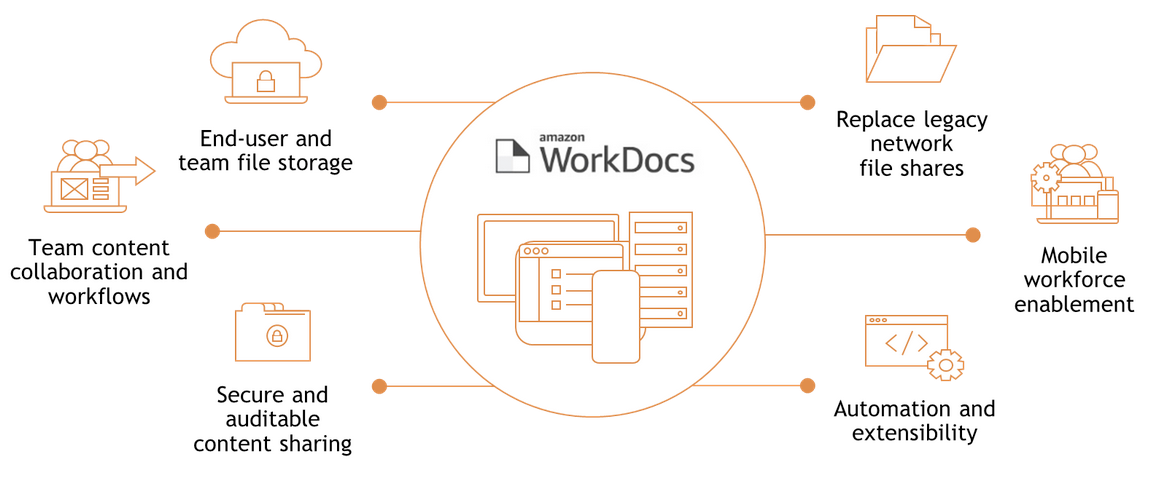 End-user and
team file storage
Team content
collaboration and
workflows
Secure and
auditable
content sharing
amazon
WorkDocs
</>
Replace legacy
network
file shares
Mobile
workforce
enablement
Automation and
extensibility